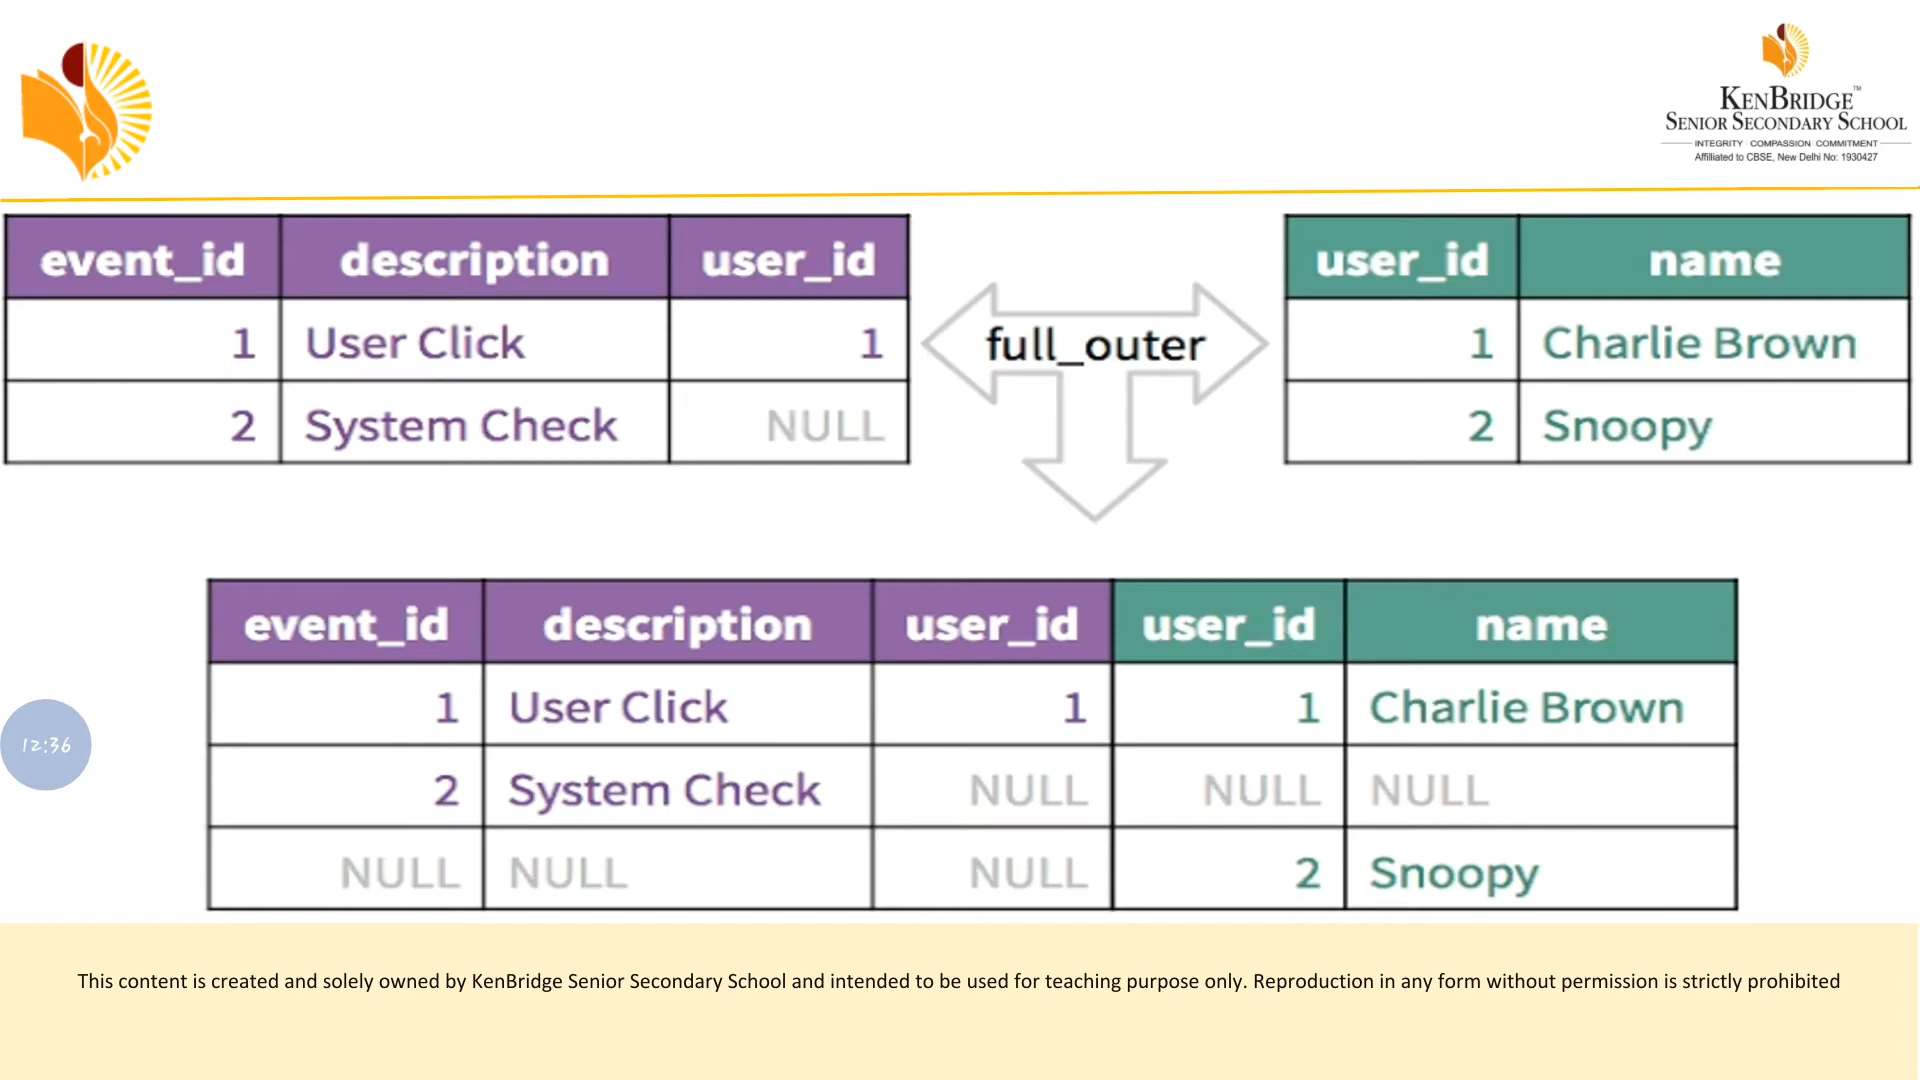 KENBRIDGE™
SENIOR SECONDARY SCHOOL
INTEGRITY | COMPASSION | COMMITMENT
Affiliated to CBSE, New Delhi No: 1930427
event_id description user_id
1 User Click 1
2 System Check NULL
full_outer
user_id name
1 Charlie Brown
2 Snoopy
event_id description user_id user_id name
1 User Click 1 1 Charlie Brown
2 System Check NULL NULL NULL
NULL NULL NULL 2 Snoopy
12:36
This content is created and solely owned by KenBridge Senior Secondary School and intended to be used for teaching purpose only. Reproduction in any form without permission is strictly prohibited